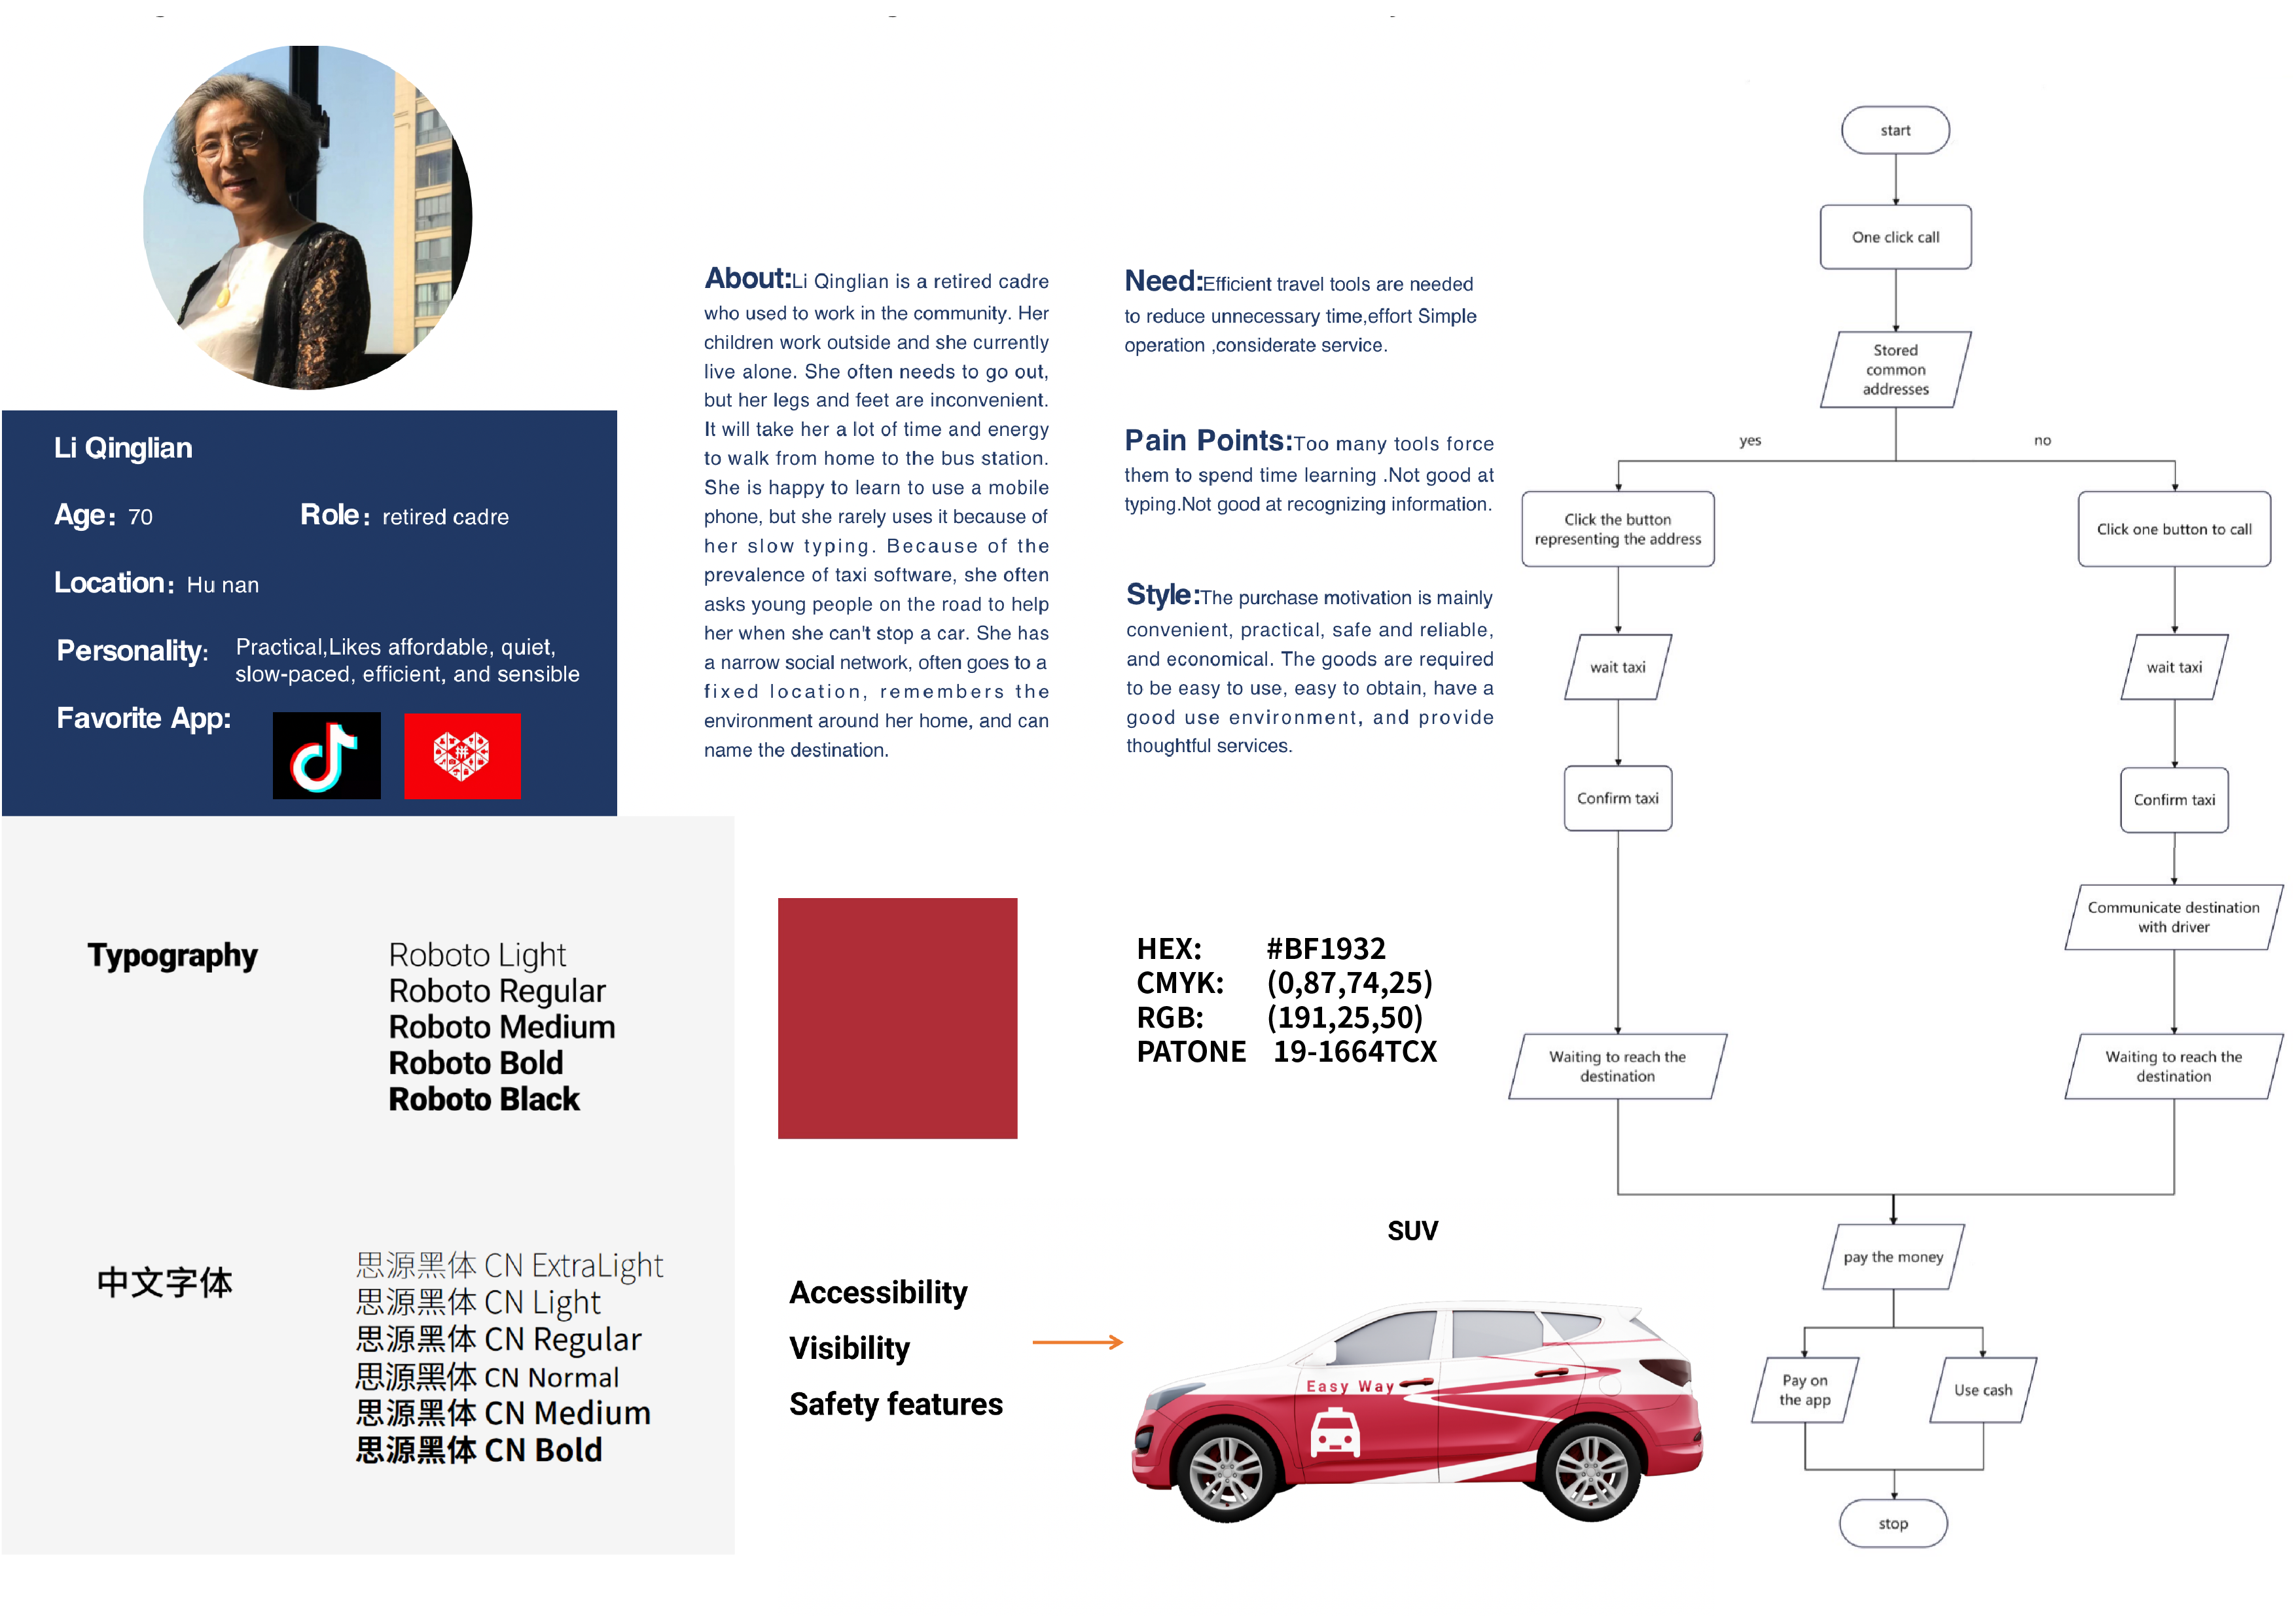 Li Qinglian
Age: 70
Role: retired cadre
Location: Hu nan
Personality: Practical,Likes affordable, quiet,
slow-paced, efficient, and sensible
Favorite App:
About:Li Qinglian is a retired cadre
who used to work in the community. Her
children work outside and she currently
live alone. She often needs to go out,
but her legs and feet are inconvenient.
It will take her a lot of time and energy
to walk from home to the bus station.
She is happy to learn to use a mobile
phone, but she rarely uses it because of
her slow typing. Because of the
prevalence of taxi software, she often
asks young people on the road to help
her when she can't stop a car. She has
a narrow social network, often goes to a
fixed location, remembers the
environment around her home, and can
name the destination.
Need:Efficient travel tools are needed
to reduce unnecessary time,effort Simple
operation ,considerate service.
Pain Points:Too many tools force
them to spend time learning .Not good at
typing.Not good at recognizing information.
Style:The purchase motivation is mainly
convenient, practical, safe and reliable,
and economical. The goods are required
to be easy to use, easy to obtain, have a
good use environment, and provide
thoughtful services.
Typography
Roboto Light
Roboto Regular
Roboto Medium
Roboto Bold
Roboto Black
中文字体
思源黑体 CN ExtraLight
思源黑体 CN Light
思源黑体 CN Regular
思源黑体 CN Normal
思源黑体 CN Medium
思源黑体 CN Bold
HEX: #BF1932
CMYK: (0,87,74,25)
RGB: (191,25,50)
PATONE 19-1664TCX
Accessibility
Visibility
Safety features
SUV
Easy Way
start
One click call
Stored
common
addresses
yes
no
Click the button
representing the address
Click one button to call
wait taxi
wait taxi
Confirm taxi
Confirm taxi
Communicate destination
with driver
Waiting to reach the
destination
Waiting to reach the
destination
pay the money
Pay on
the app
Use cash
stop